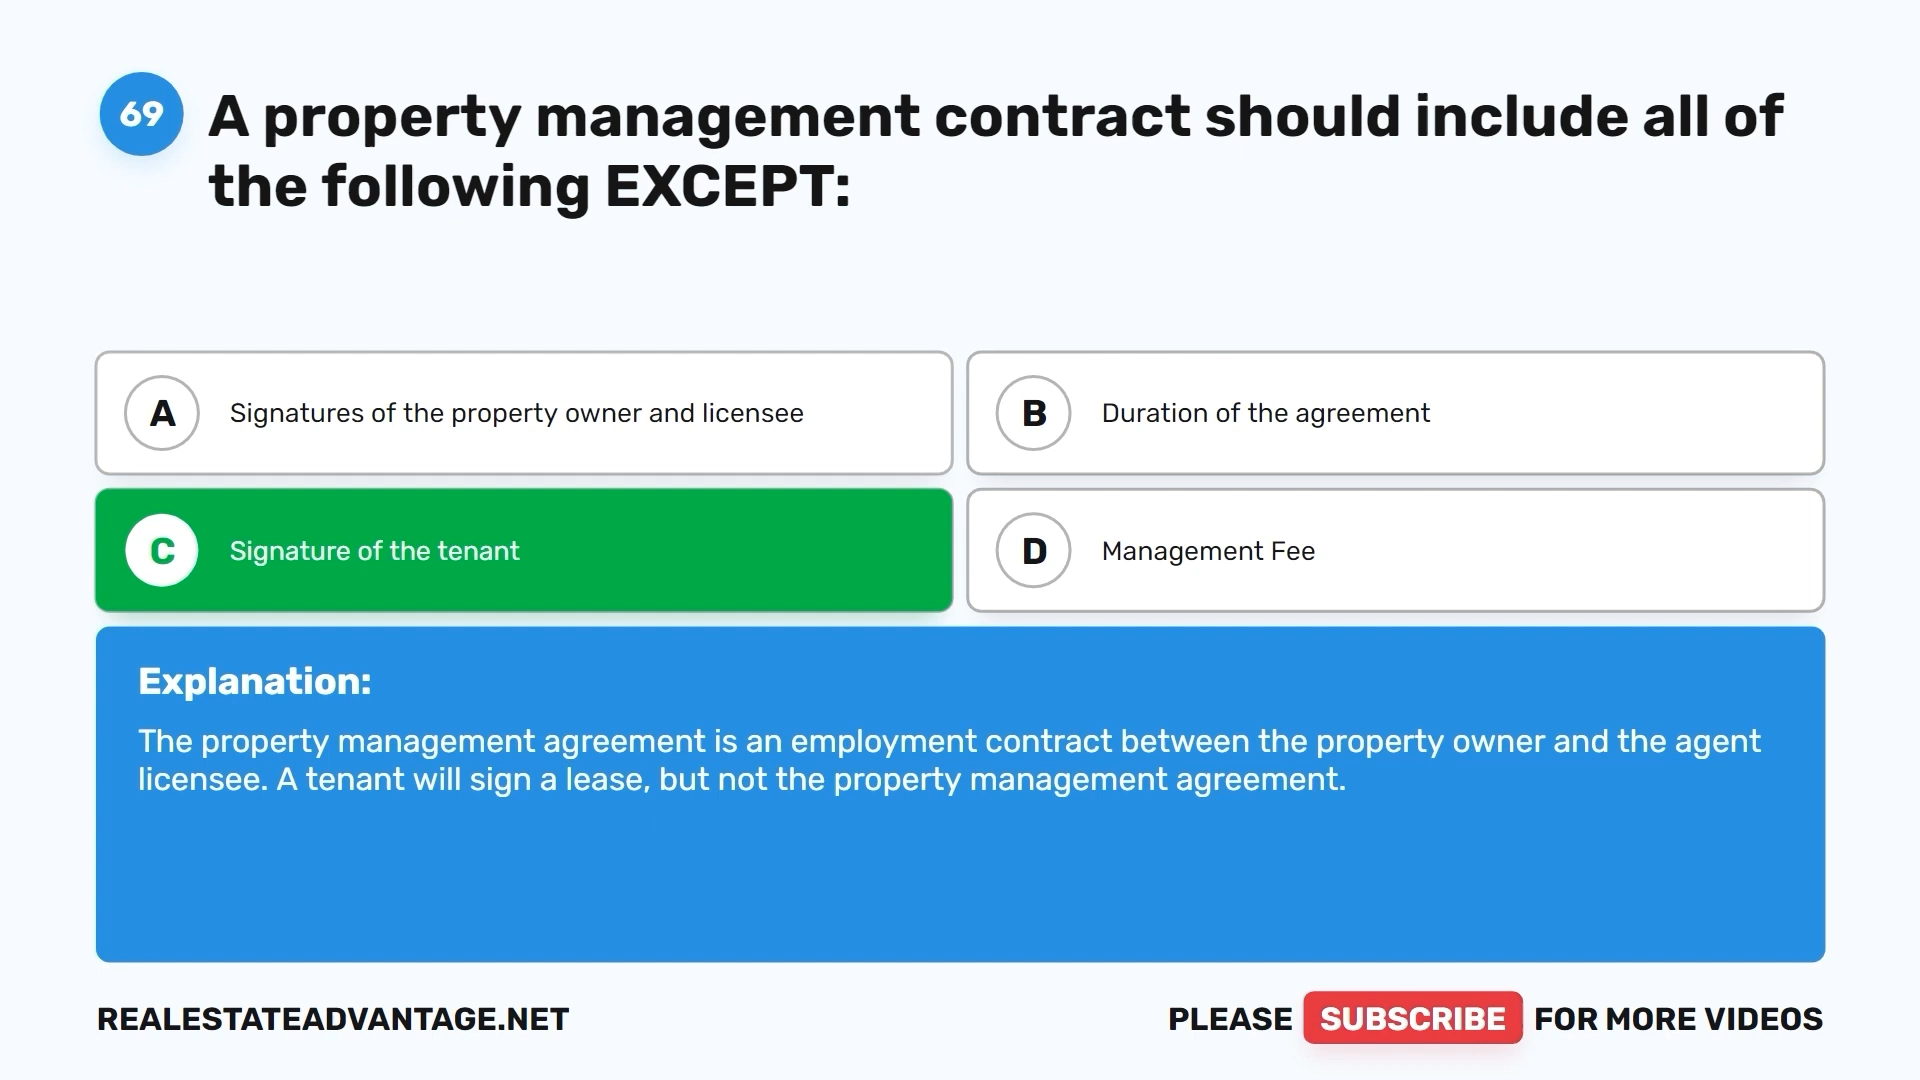 69
A property management contract should include all of
the following EXCEPT:
A Signatures of the property owner and licensee
B Duration of the agreement
C Signature of the tenant
D Management Fee
Explanation:
The property management agreement is an employment contract between the property owner and the agent
licensee. A tenant will sign a lease, but not the property management agreement.
REALESTATEADVANTAGE.NET
PLEASE SUBSCRIBE FOR MORE VIDEOS